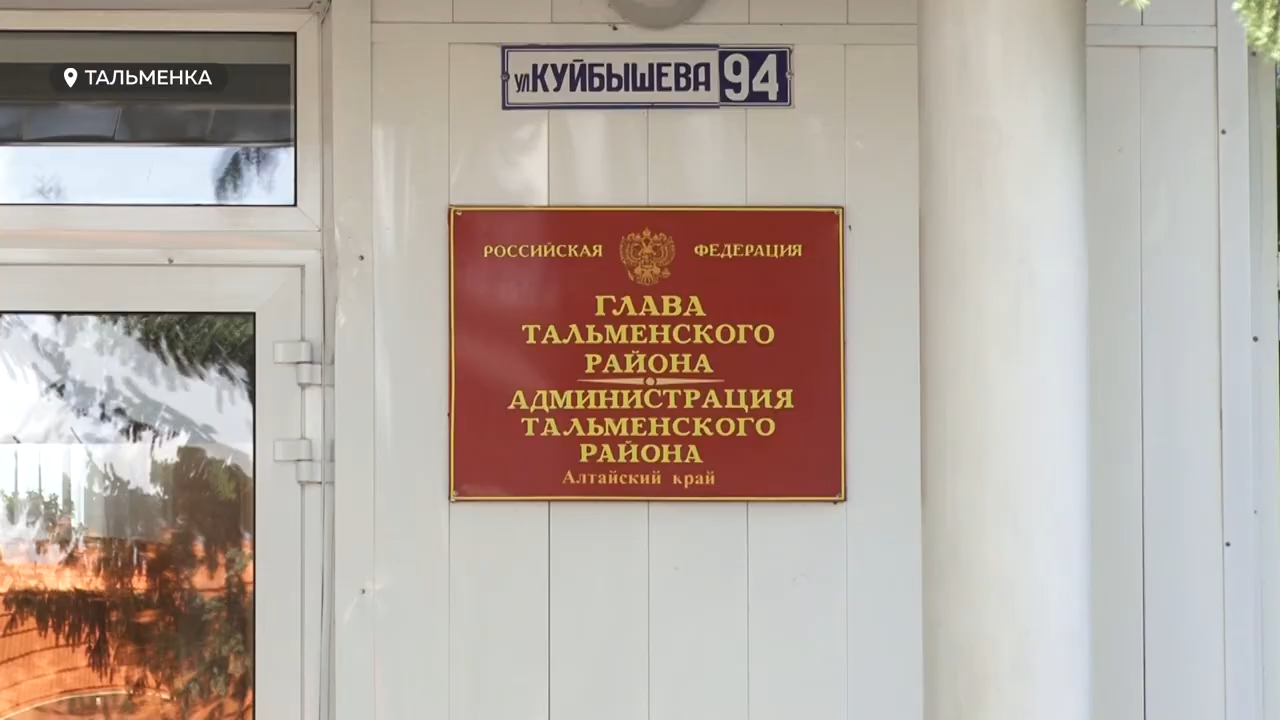 ТАЛЬМЕНКА
ул КУЙБЫШЕВА 94
РОССИЙСКАЯ ФЕДЕРАЦИЯ
ГЛАВА
ТАЛЬМЕНСКОГО
РАЙОНА
АДМИНИСТРАЦИЯ
ТАЛЬМЕНСКОГО
РАЙОНА
Алтайский край